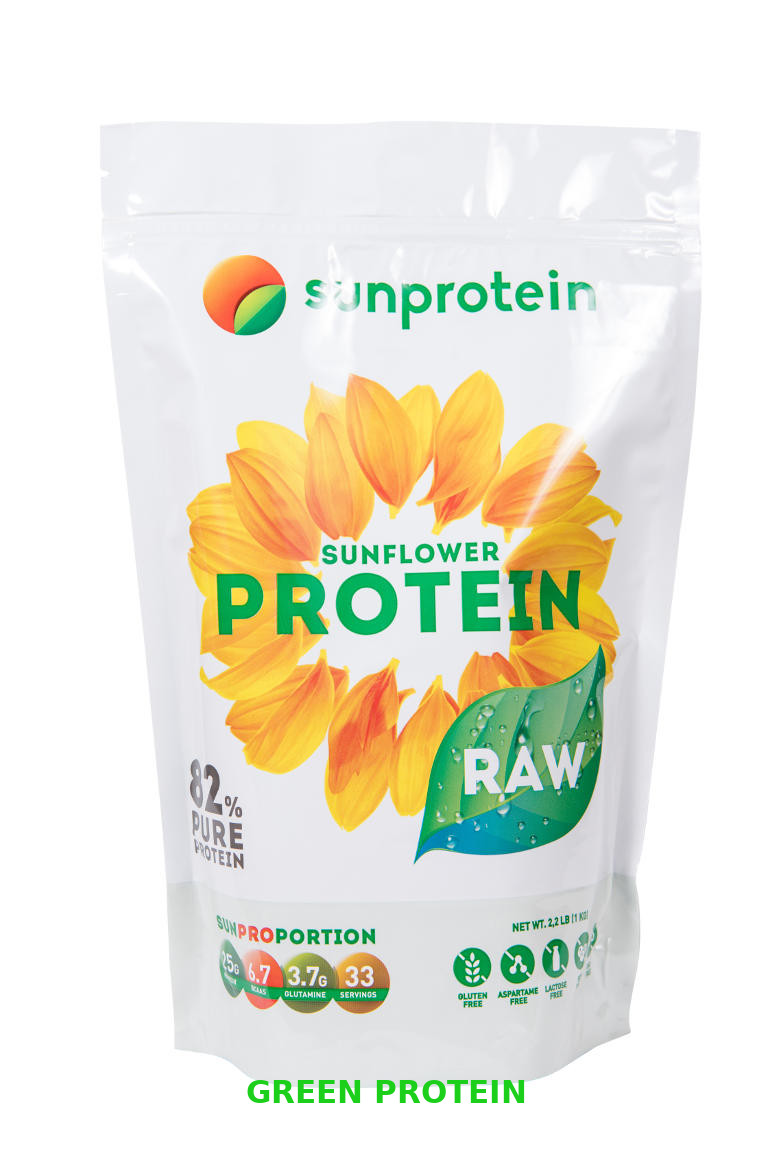 sunprotein
SUNFLOWER
PROTEIN
RAW
82%
PURE
PROTEIN
NET WT. 2,2 LB (1 KG)
SUNPROPORTION
25G
6.7
BCAAS
3.7G
GLUTAMINE
33
SERVINGS
GLUTEN
FREE
ASPARTAME
FREE
LACTOSE
FREE
GREEN PROTEIN